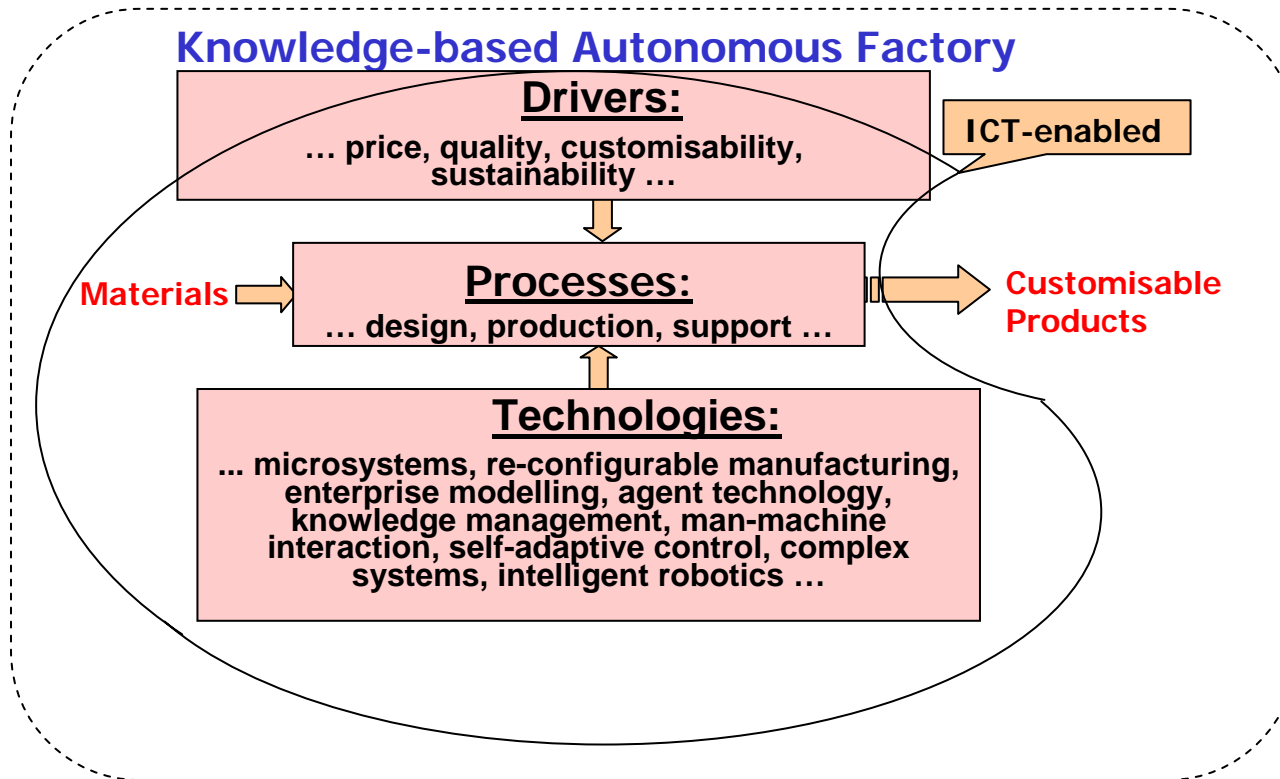 Knowledge-based Autonomous Factory
Drivers:
… price, quality, customisability,
sustainability …
ICT-enabled
Materials
Processes:
… design, production, support …
Customisable
Products
Technologies:
... microsystems, re-configurable manufacturing,
enterprise modelling, agent technology,
knowledge management, man-machine
interaction, self-adaptive control, complex
systems, intelligent robotics …